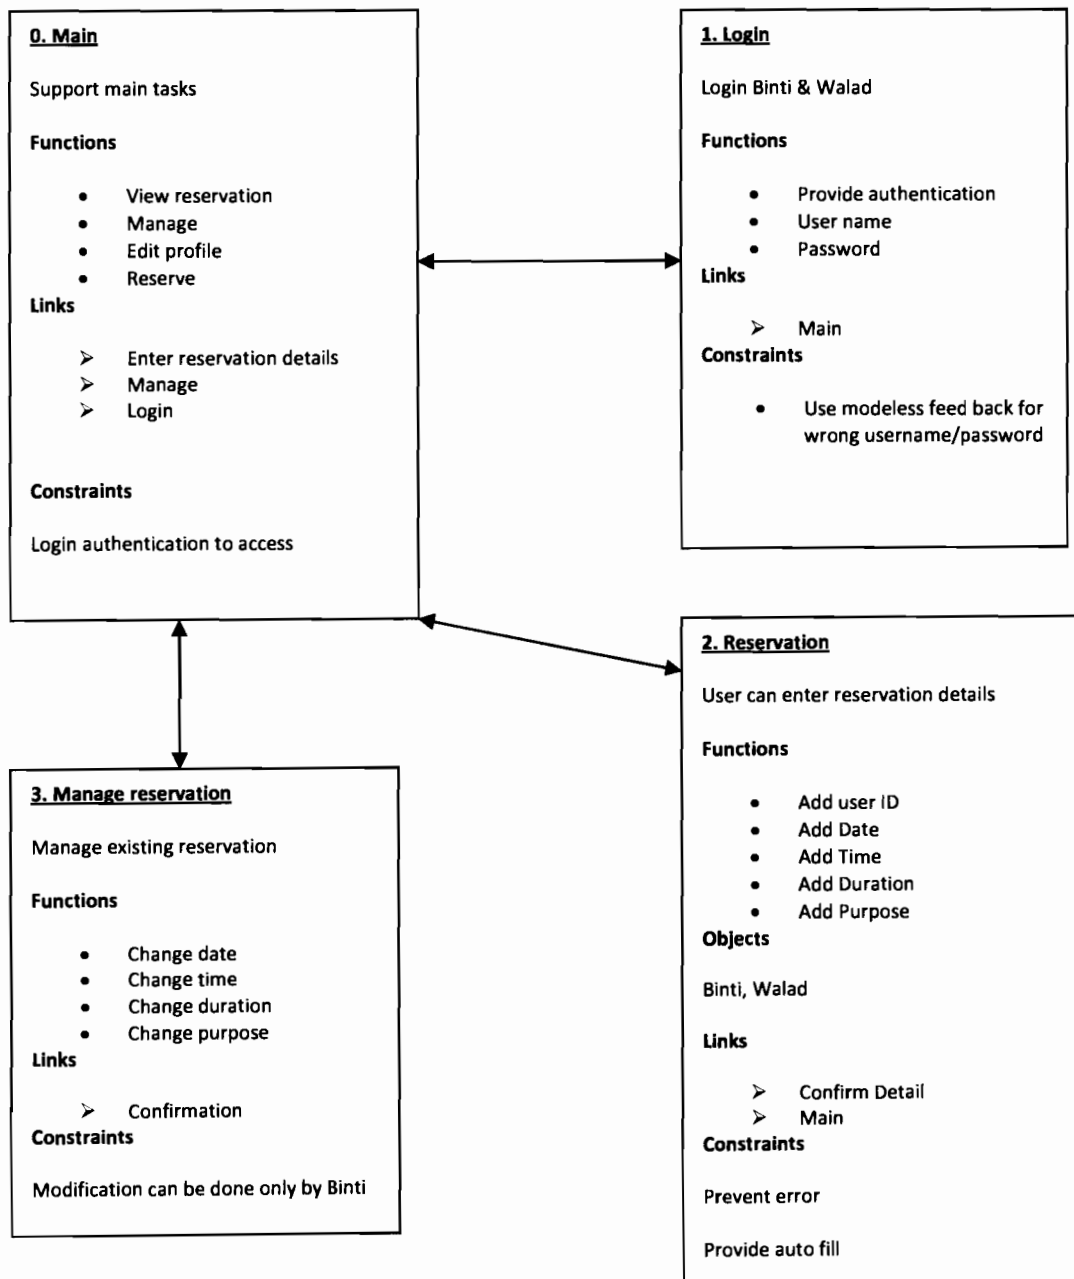 0. Main
Support main tasks
Functions
• View reservation
• Manage
• Edit profile
• Reserve
Links
➢ Enter reservation details
➢ Manage
➢ Login
Constraints
Login authentication to access
1. Login
Login Binti & Walad
Functions
• Provide authentication
• User name
• Password
Links
➢ Main
Constraints
• Use modeless feed back for
wrong username/password
2. Reservation
User can enter reservation details
Functions
• Add user ID
• Add Date
• Add Time
• Add Duration
• Add Purpose
Objects
Binti, Walad
Links
➢ Confirm Detail
➢ Main
Constraints
Prevent error
Provide auto fill
3. Manage reservation
Manage existing reservation
Functions
• Change date
• Change time
• Change duration
• Change purpose
Links
➢ Confirmation
Constraints
Modification can be done only by Binti